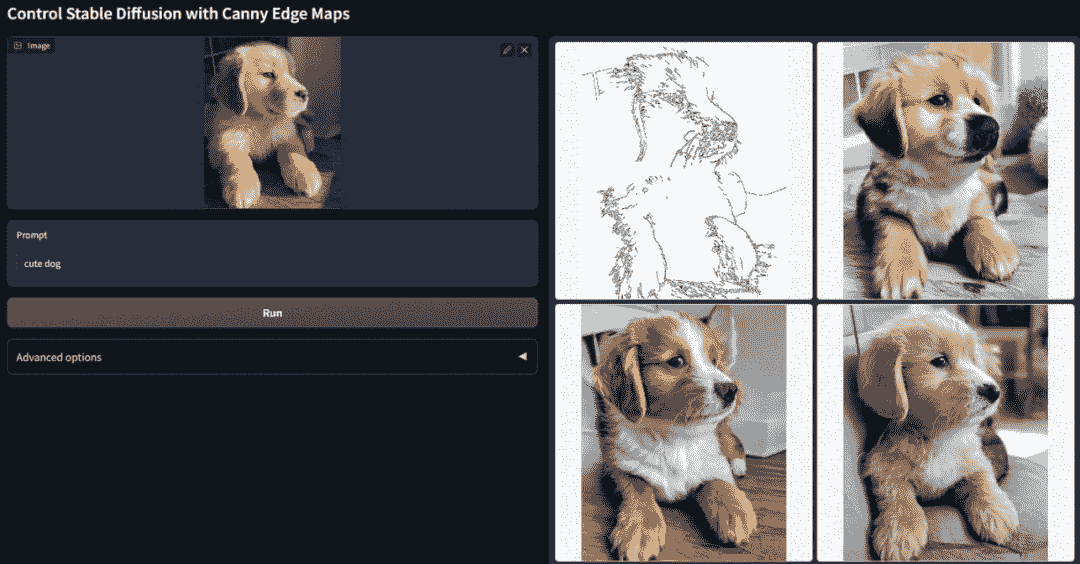 Control Stable Diffusion with Canny Edge Maps
Image
Prompt
cute dog
Run
Advanced options